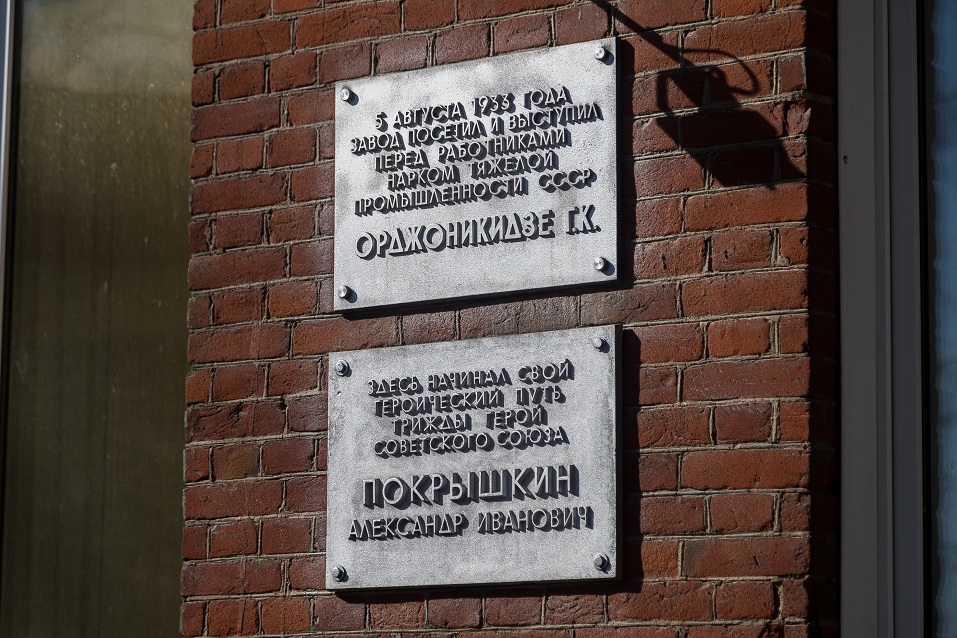 5 АВГУСТА 1933 ГОДА
ЗАВОД ПОСЕТИЛ И ВЫСТУПИЛ
ПЕРЕД РАБОТНИКАМИ
НАРКОМ ТЯЖЕЛОЙ
ПРОМЫШЛЕННОСТИ СССР
ОРДЖОНИКИДЗЕ Г.К.
ЗДЕСЬ НАЧИНАЛ СВОЙ
ГЕРОИЧЕСКИЙ ПУТЬ
ТРИЖДЫ ГЕРОЙ
СОВЕТСКОГО СОЮЗА
ПОКРЫШКИН
АЛЕКСАНДР ИВАНОВИЧ